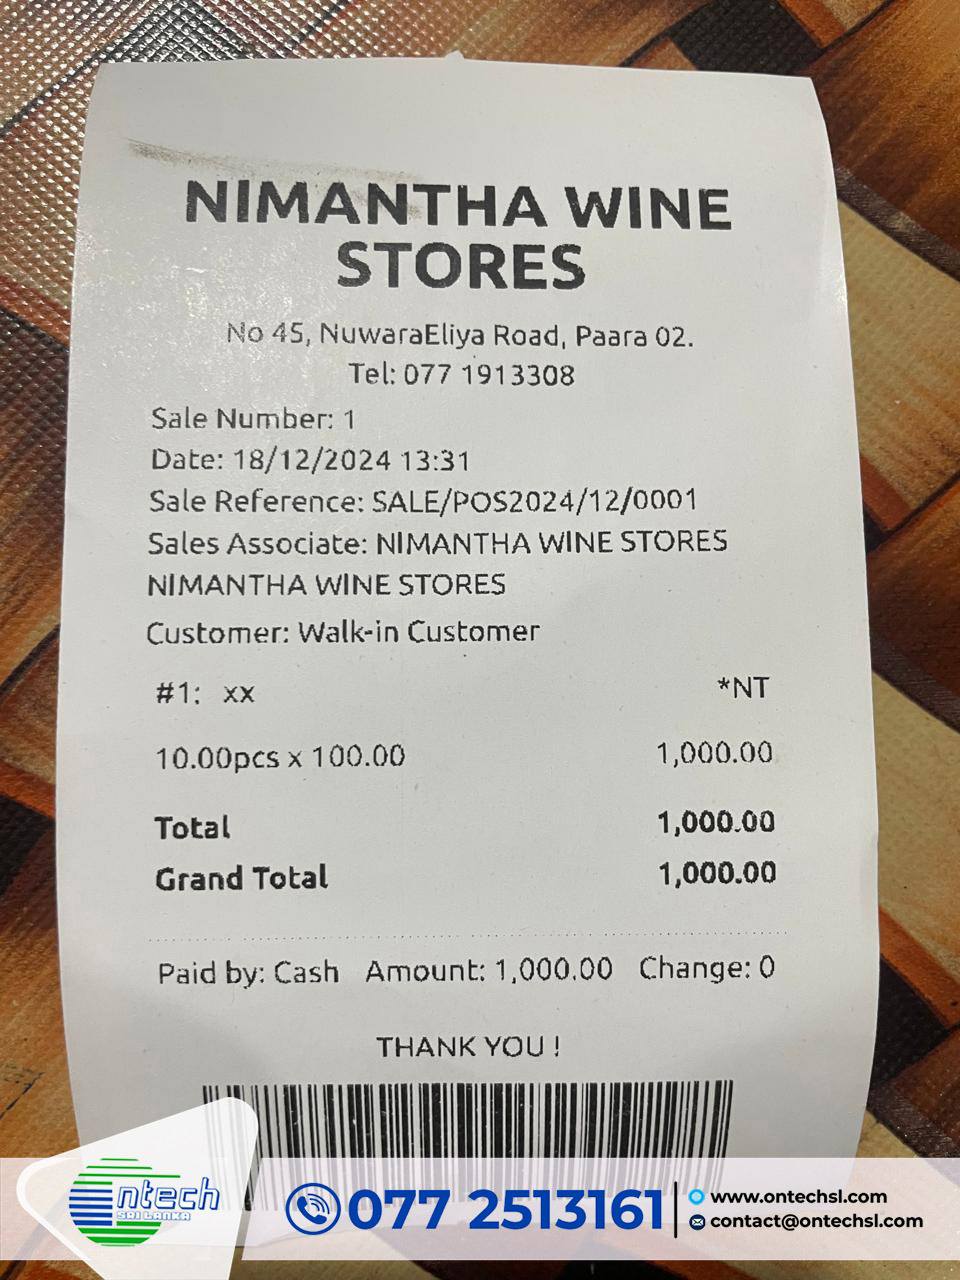 NIMANTHA WINE
STORES
No 45, NuwaraEliya Road, Paara 02.
Tel: 077 1913308
Sale Number: 1
Date: 18/12/2024 13:31
Sale Reference: SALE/POS2024/12/0001
Sales Associate: NIMANTHA WINE STORES
NIMANTHA WINE STORES
Customer: Walk-in Customer
#1: xx *NT
10.00pcs x 100.00 1,000.00
Total 1,000.00
Grand Total 1,000.00
Paid by: Cash Amount: 1,000.00 Change: 0
THANK YOU !
Ontech
SRI LANKA
077 2513161
www.ontechsl.com
contact@ontechsl.com